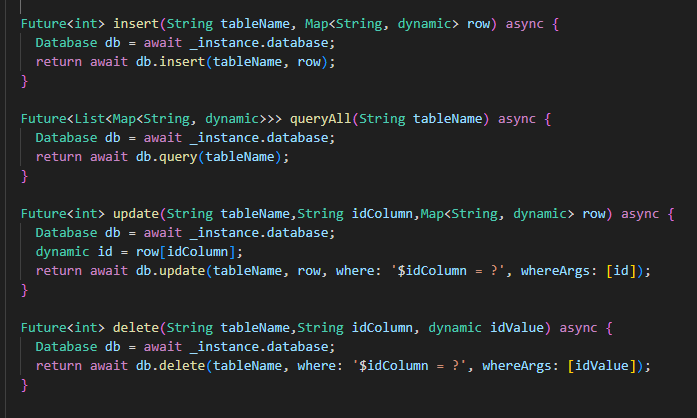 Future<int> insert(String tableName, Map<String, dynamic> row) async {
Database db = await _instance.database;
return await db.insert(tableName, row);
}
Future<List<Map<String, dynamic>>> queryAll(String tableName) async {
Database db = await _instance.database;
return await db.query(tableName);
}
Future<int> update(String tableName,String idColumn,Map<String, dynamic> row) async {
Database db = await _instance.database;
dynamic id = row[idColumn];
return await db.update(tableName, row, where: '$idColumn = ?', whereArgs: [id]);
}
Future<int> delete(String tableName,String idColumn, dynamic idValue) async {
Database db = await _instance.database;
return await db.delete(tableName, where: '$idColumn = ?', whereArgs: [idValue]);
}